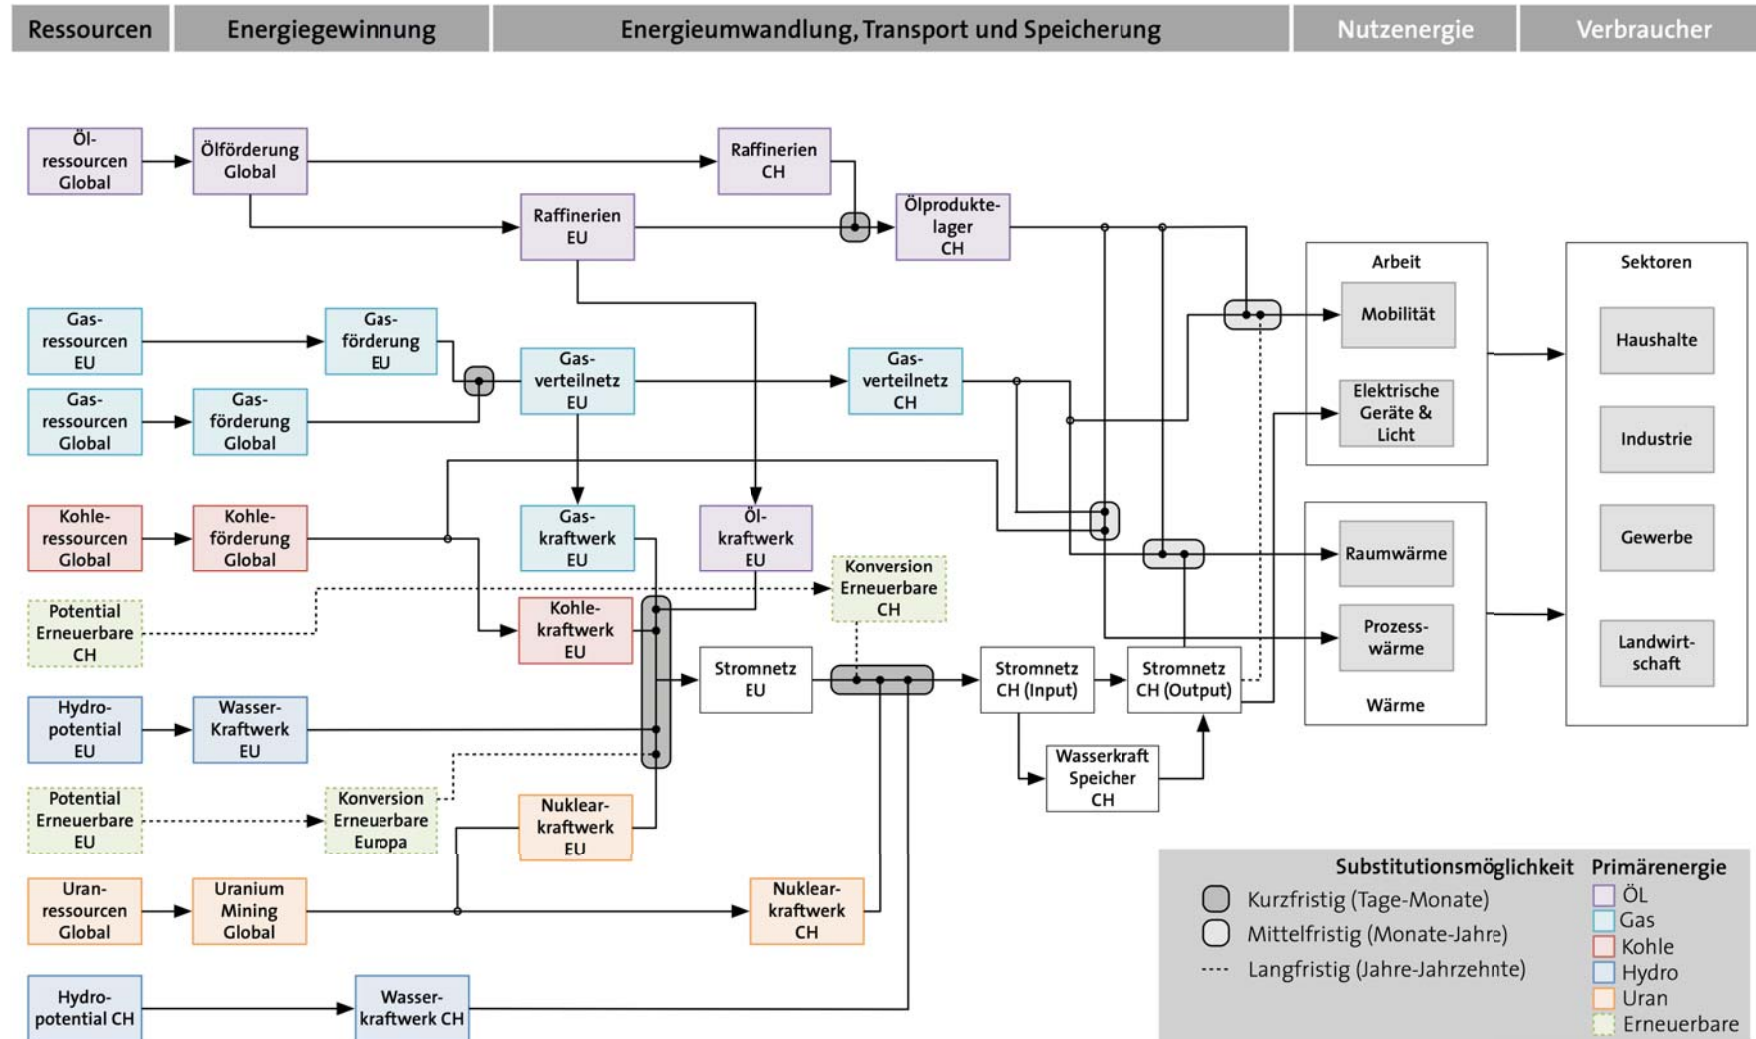 Ressourcen
Energiegewinnung
Energieumwandlung, Transport und Speicherung
Nutzenergie
Verbraucher
Öl-
ressourcen
Global
Ölförderung
Global
Raffinerien
CH
Raffinerien
EU
Ölprodukte-
lager
CH
Gas-
ressourcen
EU
Gas-
förderung
EU
Gas-
ressourcen
Global
Gas-
förderung
Global
Gas-
verteilnetz
EU
Gas-
verteilnetz
CH
Kohle-
ressourcen
Global
Kohle-
förderung
Global
Gas-
kraftwerk
EU
Öl-
kraftwerk
EU
Konversion
Erneuerbare
CH
Potential
Erneuerbare
CH
Kohle-
kraftwerk
EU
Stromnetz
EU
Stromnetz
CH (Input)
Stromnetz
CH (Output)
Wasserkraft
Speicher
CH
Hydro-
potential
EU
Wasser-
Kraftwerk
EU
Potential
Erneuerbare
EU
Konversion
Erneuerbare
Europa
Nuklear-
kraftwerk
EU
Uran-
ressourcen
Global
Uranium
Mining
Global
Nuklear-
kraftwerk
CH
Hydro-
potential CH
Wasser-
kraftwerk CH
Arbeit
Mobilität
Elektrische
Geräte &
Licht
Raumwärme
Prozess-
wärme
Wärme
Sektoren
Haushalte
Industrie
Gewerbe
Landwirt-
schaft
Substitutionsmöglichkeit
Kurzfristig (Tage-Monate)
Mittelfristig (Monate-Jahre)
Langfristig (Jahre-Jahrzehnte)
Primärenergie
ÖL
Gas
Kohle
Hydro
Uran
Erneuerbare